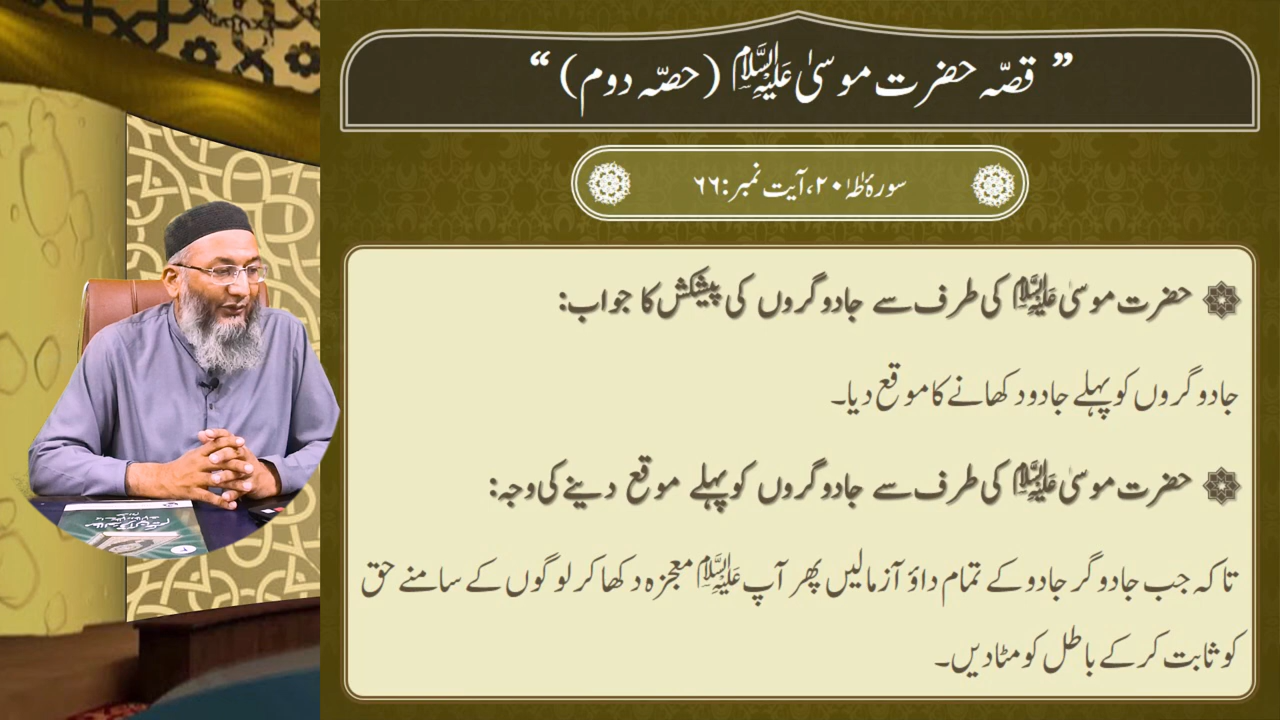 ” قصّہ حضرت موسیٰ علیہ السلام (حصّہ دوم) “
سورۂ طٰہٰ ۲۰، آیت نمبر: ۶۶
حضرت موسیٰ علیہ السلام کی طرف سے جادوگروں کی پیشکش کا جواب:
جادوگروں کو پہلے جادو دکھانے کا موقع دیا۔
حضرت موسیٰ علیہ السلام کی طرف سے جادوگروں کو پہلے موقع دینے کی وجہ:
تاکہ جب جادوگر جادو کے تمام داؤ آزمالیں پھر آپ علیہ السلام معجزہ دکھا کر لوگوں کے سامنے حق
کو ثابت کرکے باطل کو مٹادیں۔